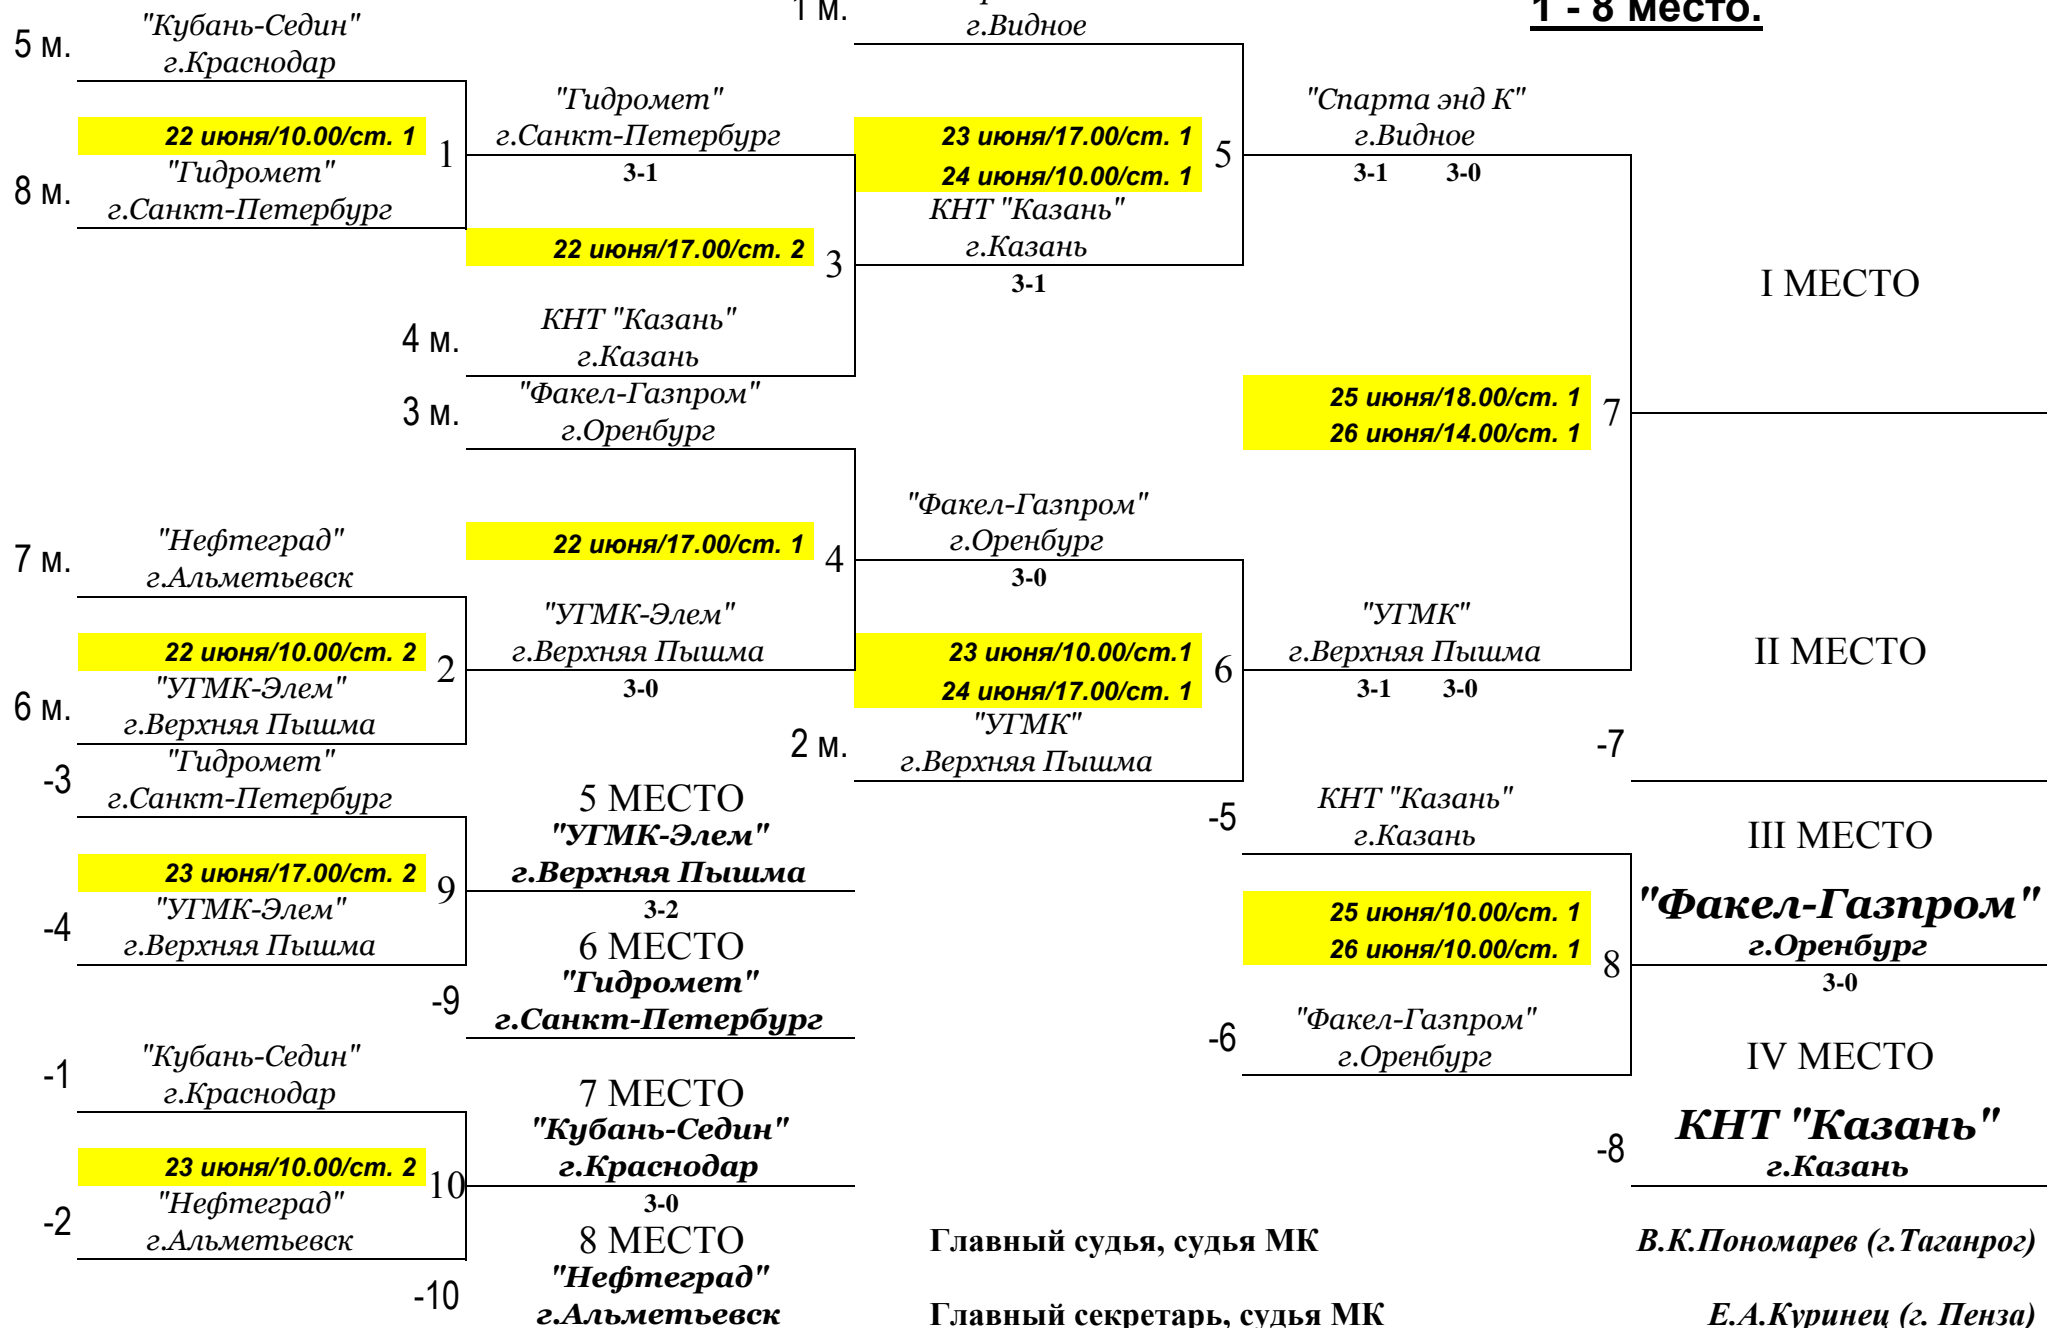 1 м.
г.Видное
1 - 8 место.
5 м.
"Кубань-Седин"
г.Краснодар
22 июня/10.00/ст. 1
1
8 м.
"Гидромет"
г.Санкт-Петербург
"Гидромет"
г.Санкт-Петербург
3-1
22 июня/17.00/ст. 2
3
4 м.
КНТ "Казань"
г.Казань
23 июня/17.00/ст. 1
24 июня/10.00/ст. 1
5
КНТ "Казань"
г.Казань
3-1
"Спарта энд К"
г.Видное
3-1 3-0
I МЕСТО
3 м.
"Факел-Газпром"
г.Оренбург
25 июня/18.00/ст. 1
26 июня/14.00/ст. 1
7
7 м.
"Нефтеград"
г.Альметьевск
22 июня/17.00/ст. 1
4
"Факел-Газпром"
г.Оренбург
3-0
22 июня/10.00/ст. 2
2
6 м.
"УГМК-Элем"
г.Верхняя Пышма
"УГМК-Элем"
г.Верхняя Пышма
3-0
23 июня/10.00/ст.1
24 июня/17.00/ст. 1
6
2 м.
"УГМК"
г.Верхняя Пышма
"УГМК"
г.Верхняя Пышма
3-1 3-0
II МЕСТО
-7
-3
"Гидромет"
г.Санкт-Петербург
23 июня/17.00/ст. 2
9
-4
"УГМК-Элем"
г.Верхняя Пышма
5 МЕСТО
"УГМК-Элем"
г.Верхняя Пышма
3-2
6 МЕСТО
-9
"Гидромет"
г.Санкт-Петербург
-5
КНТ "Казань"
г.Казань
25 июня/10.00/ст. 1
26 июня/10.00/ст. 1
8
-6
"Факел-Газпром"
г.Оренбург
III МЕСТО
"Факел-Газпром"
г.Оренбург
3-0
IV МЕСТО
-8
КНТ "Казань"
г.Казань
-1
"Кубань-Седин"
г.Краснодар
23 июня/10.00/ст. 2
10
-2
"Нефтеград"
г.Альметьевск
7 МЕСТО
"Кубань-Седин"
г.Краснодар
3-0
8 МЕСТО
-10
"Нефтеград"
г.Альметьевск
Главный судья, судья МК В.К.Пономарев (г.Таганрог)
Главный секретарь, судья МК Е.А.Куринец (г. Пенза)